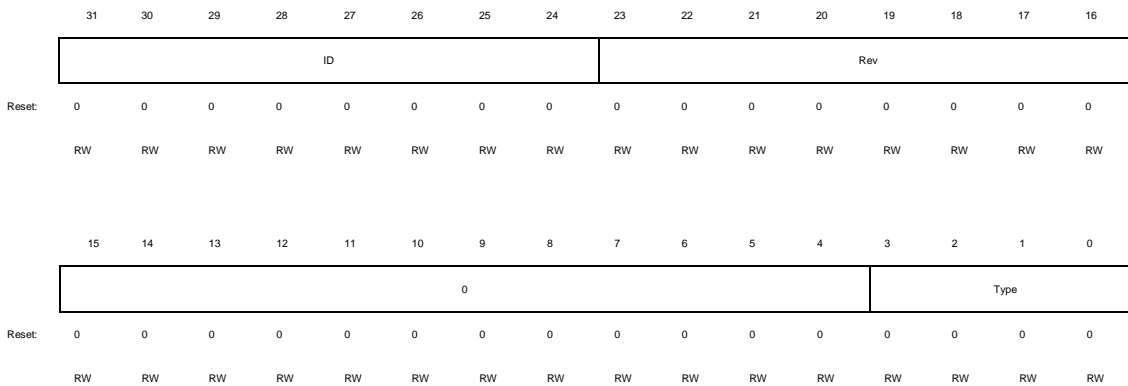 31 30 29 28 27 26 25 24 23 22 21 20 19 18 17 16
ID Rev
Reset: 0 0 0 0 0 0 0 0 0 0 0 0 0 0 0 0
RW RW RW RW RW RW RW RW RW RW RW RW RW RW RW RW
15 14 13 12 11 10 9 8 7 6 5 4 3 2 1 0
0 Type
Reset: 0 0 0 0 0 0 0 0 0 0 0 0 0 0 0 0
RW RW RW RW RW RW RW RW RW RW RW RW RW RW RW RW